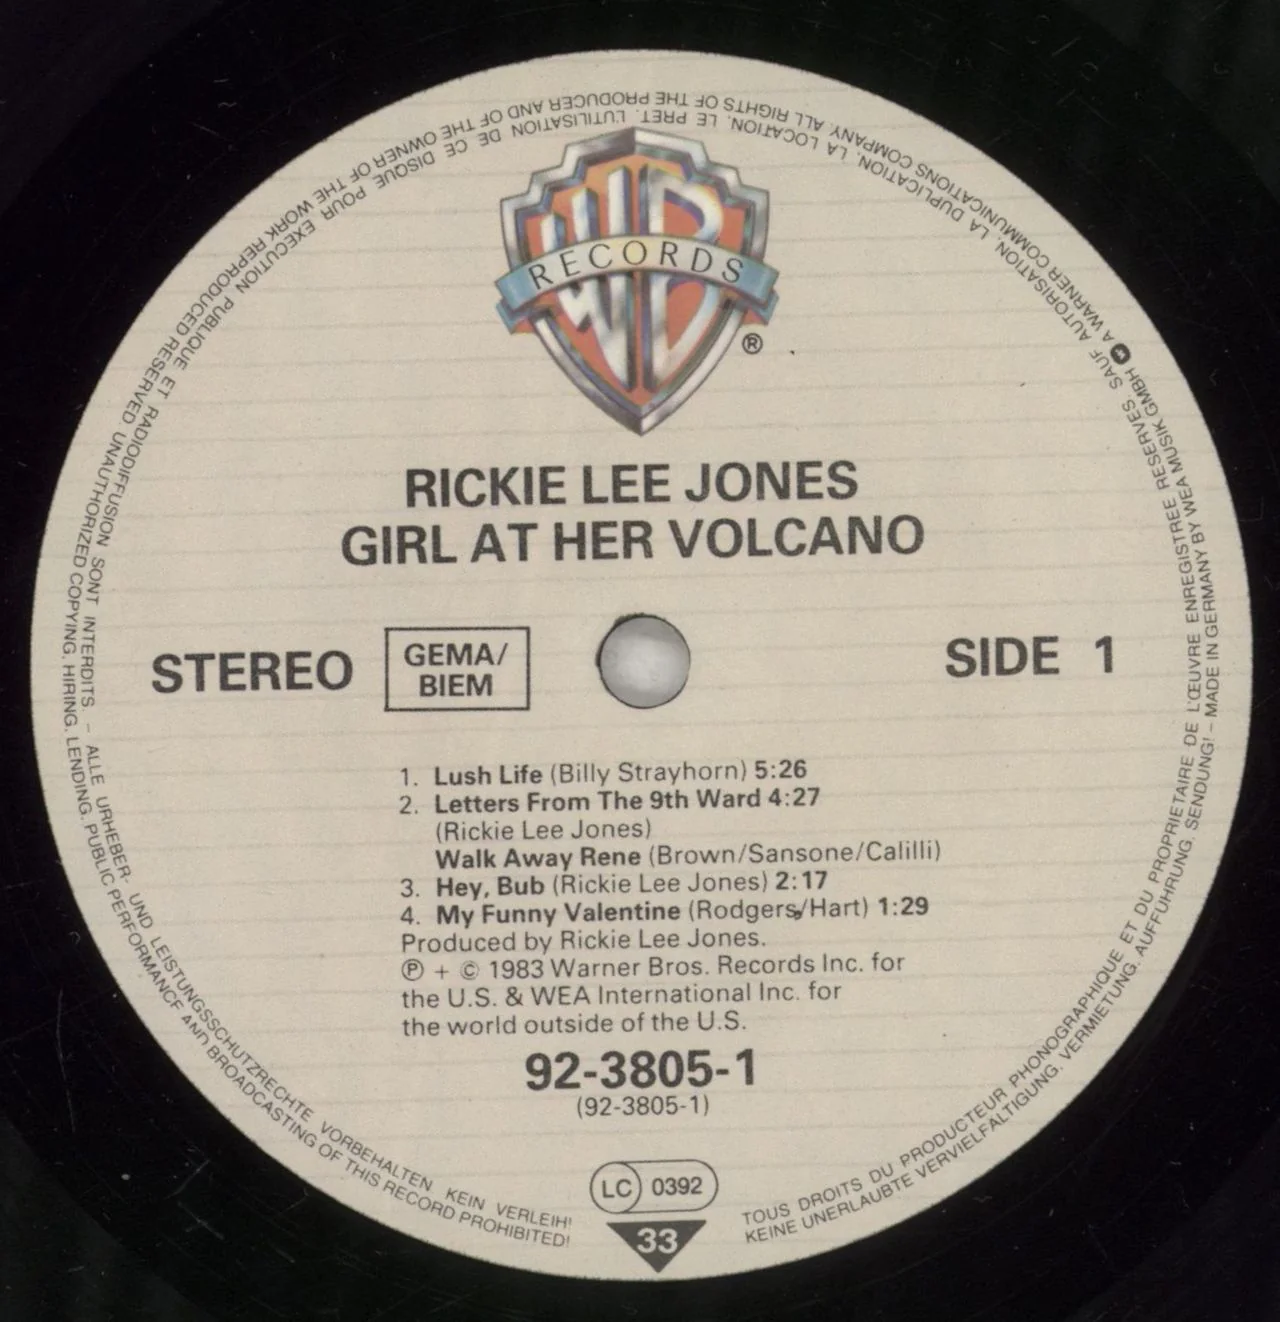 WB
RECORDS
®
RICKIE LEE JONES
GIRL AT HER VOLCANO
STEREO
GEMA/
BIEM
SIDE 1
1. Lush Life (Billy Strayhorn) 5:26
2. Letters From The 9th Ward 4:27
(Rickie Lee Jones)
Walk Away Rene (Brown/Sansone/Calilli)
3. Hey, Bub (Rickie Lee Jones) 2:17
4. My Funny Valentine (Rodgers/Hart) 1:29
Produced by Rickie Lee Jones.
℗ + © 1983 Warner Bros. Records Inc. for
the U.S. & WEA International Inc. for
the world outside of the U.S.
92-3805-1
(92-3805-1)
LC 0392
33
TOUS DROITS DU PRODUCTEUR PHONOGRAPHIQUE ET DU PROPRIETAIRE DE L'ŒUVRE ENREGISTREE RESERVES. SAUF AUTORISATION, LA DUPLICATION, LA LOCATION, LE PRET, L'UTILISATION DE CE DISQUE POUR EXECUTION PUBLIQUE ET RADIODIFFUSION SONT INTERDITS – ALLE URHEBER- UND LEISTUNGSSCHUTZRECHTE VORBEHALTEN KEIN VERLEIH!
KEINE UNERLAUBTE VERVIELFÄLTIGUNG, VERMIETUNG, AUFFÜHRUNG, SENDUNG! – MADE IN GERMANY BY WEA MUSIK GMBH A WARNER COMMUNICATIONS COMPANY. ALL RIGHTS OF THE PRODUCER AND OF THE OWNER OF THE WORK REPRODUCED RESERVED UNAUTHORIZED COPYING, HIRING, LENDING, PUBLIC PERFORMANCE AND BROADCASTING OF THIS RECORD PROHIBITED!